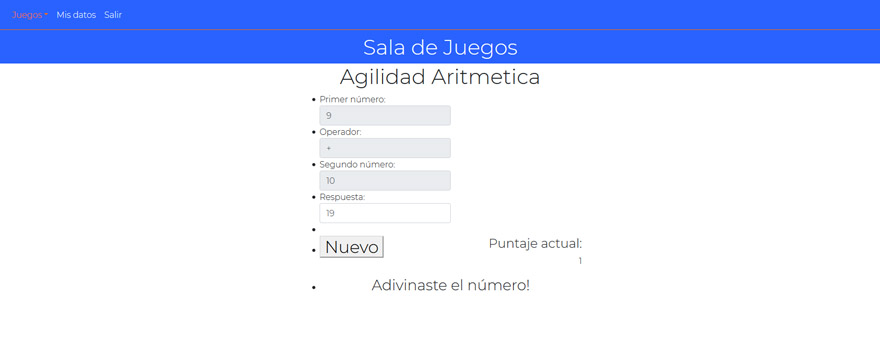 Juegos Mis datos Salir
Sala de Juegos
Agilidad Aritmetica
Primer número:
9
Operador:
+
Segundo número:
10
Respuesta:
19
Nuevo
Puntaje actual:
1
Adivinaste el número!